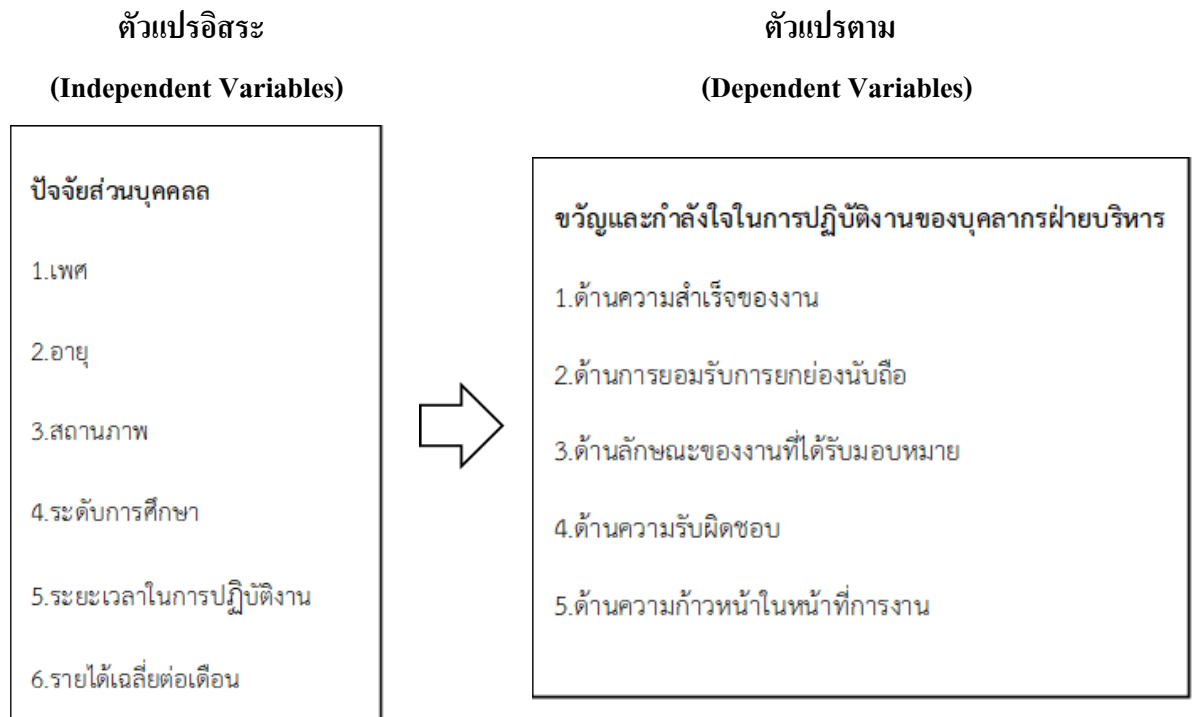 ตัวแปรอิสระ
(Independent Variables)
ปัจจัยส่วนบุคคลล
1.เพศ
2.อายุ
3.สถานภาพ
4.ระดับการศึกษา
5.ระยะเวลาในการปฏิบัติงาน
6.รายได้เฉลี่ยต่อเดือน
ตัวแปรตาม
(Dependent Variables)
ขวัญและกำลังใจในการปฏิบัติงานของบุคลากรฝ่ายบริหาร
1.ด้านความสำเร็จของงาน
2.ด้านการยอมรับการยกย่องนับถือ
3.ด้านลักษณะของงานที่ได้รับมอบหมาย
4.ด้านความรับผิดชอบ
5.ด้านความก้าวหน้าในหน้าที่การงาน